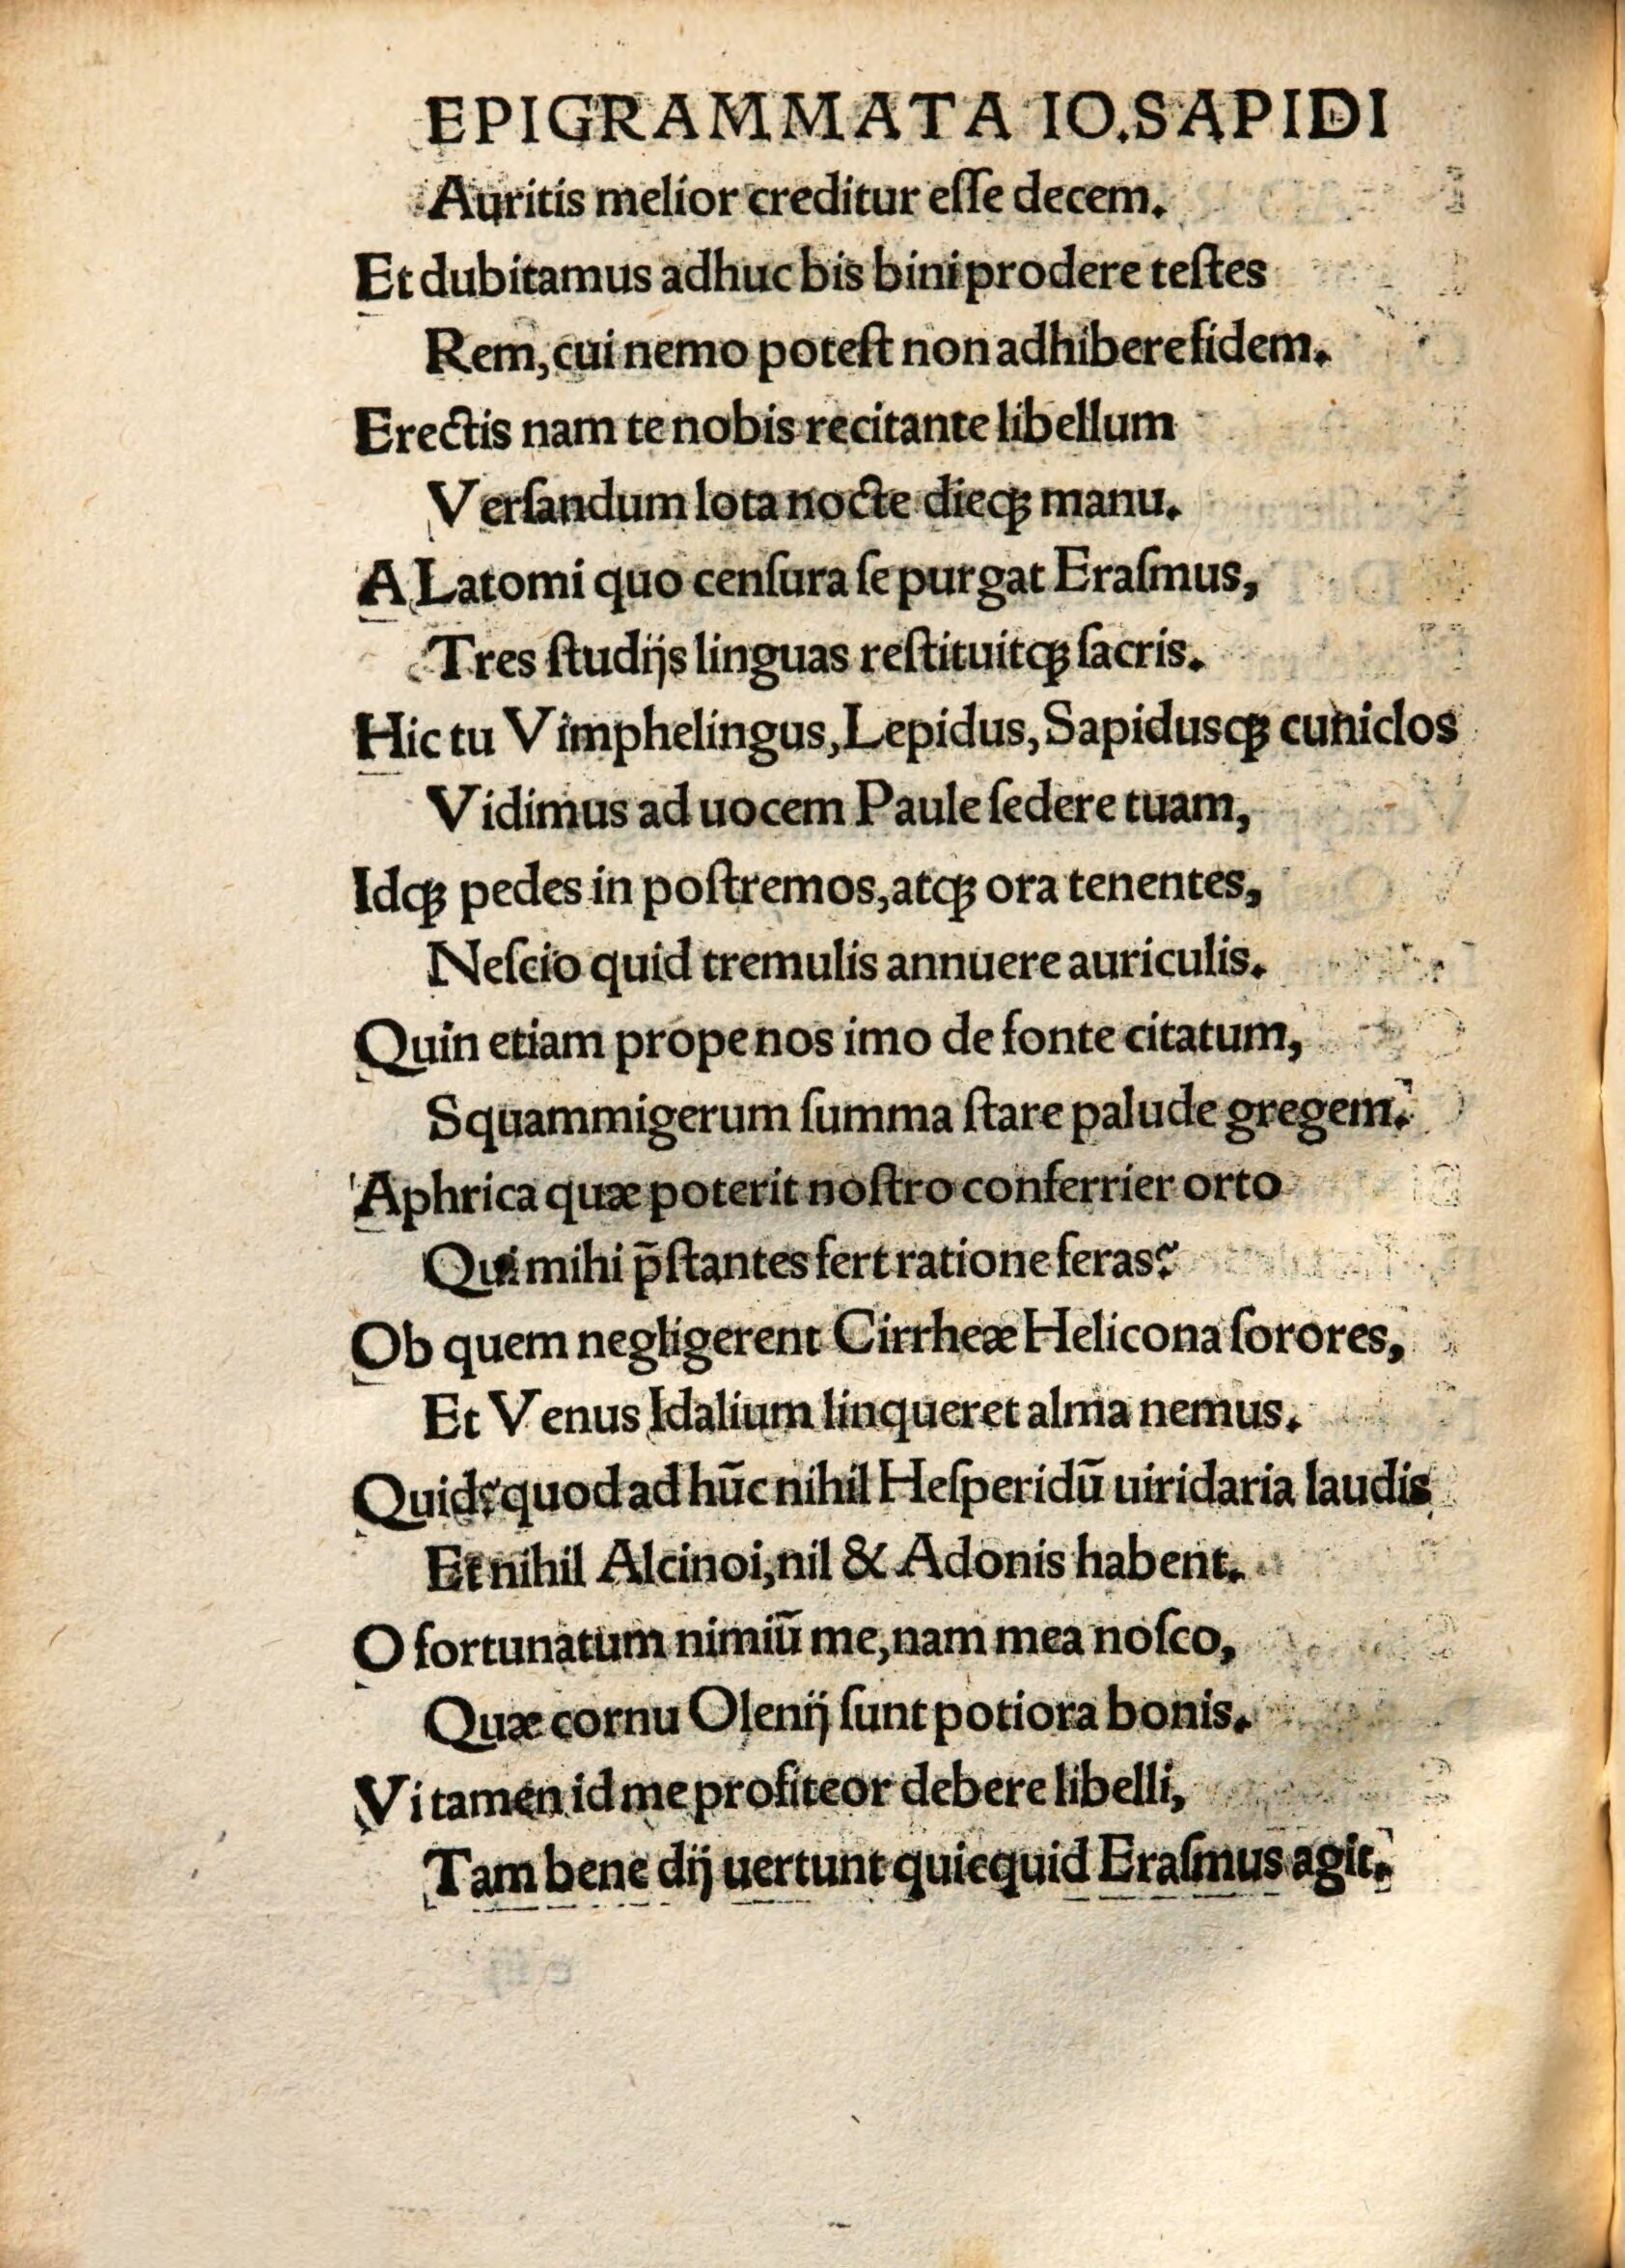 EPIGRAMMATA IO.SAPIDI
Auritis melior creditur eſſe decem.
Et dubitamus adhuc bis bini prodere teſtes
Rem, cui nemo poteſt non adhibere fidem.
Erectis nam te nobis recitante libellum
Verſandum lota nocte dieqꝫ manu.
A Latomi quo cenſura ſe purgat Eraſmus,
Tres ſtudijs linguas reſtituitqꝫ ſacris.
Hic tu Vimphelingus, Lepidus, Sapidusqꝫ cuniclos
Vidimus ad uocem Paule ſedere tuam,
Idqꝫ pedes in poſtremos, atqꝫ ora tenentes,
Neſcio quid tremulis annuere auriculis.
Quin etiam prope nos imo de fonte citatum,
Squammigerum ſumma ſtare palude gregem.
Aphrica quæ poterit noſtro conferrier orto
Qui mihi p̄ſtantes fert ratione feras?
Ob quem negligerent Cirrheæ Helicona ſorores,
Et Venus Idalium linqueret alma nemus.
Quid? quod ad hūc nihil Heſperidū uiridaria laudis
Et nihil Alcinoi, nil & Adonis habent.
O fortunatum nimiū me, nam mea noſco,
Quæ cornu Olenij ſunt potiora bonis.
Vi tamen id me profiteor debere libelli,
Tam bene dij uertunt quicquid Eraſmus agit.